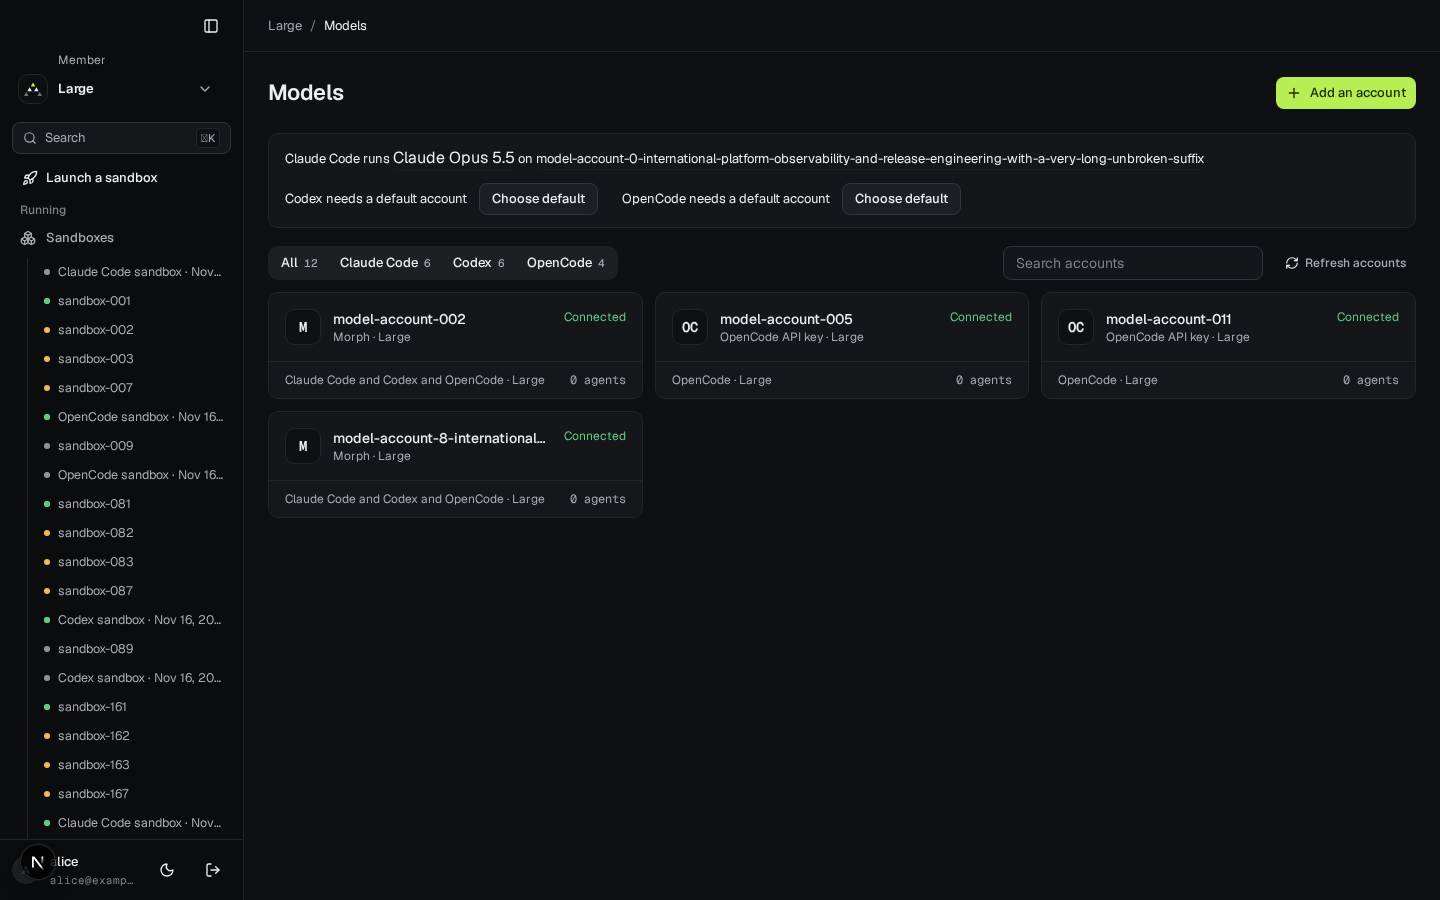 Large / Models
Member
Large
Search K
Launch a sandbox
Running
Sandboxes
Claude Code sandbox · Nov…
sandbox-001
sandbox-002
sandbox-003
sandbox-007
OpenCode sandbox · Nov 16…
sandbox-009
OpenCode sandbox · Nov 16…
sandbox-081
sandbox-082
sandbox-083
sandbox-087
Codex sandbox · Nov 16, 20…
sandbox-089
Codex sandbox · Nov 16, 20…
sandbox-161
sandbox-162
sandbox-163
sandbox-167
Claude Code sandbox · Nov…
alice
alice@examp…
Models
Add an account
Claude Code runs Claude Opus 5.5 on model-account-0-international-platform-observability-and-release-engineering-with-a-very-long-unbroken-suffix
Codex needs a default account Choose default OpenCode needs a default account Choose default
All 12 Claude Code 6 Codex 6 OpenCode 4 Search accounts Refresh accounts
M model-account-002 Connected
Morph · Large
Claude Code and Codex and OpenCode · Large 0 agents
OC model-account-005 Connected
OpenCode API key · Large
OpenCode · Large 0 agents
OC model-account-011 Connected
OpenCode API key · Large
OpenCode · Large 0 agents
M model-account-8-international… Connected
Morph · Large
Claude Code and Codex and OpenCode · Large 0 agents